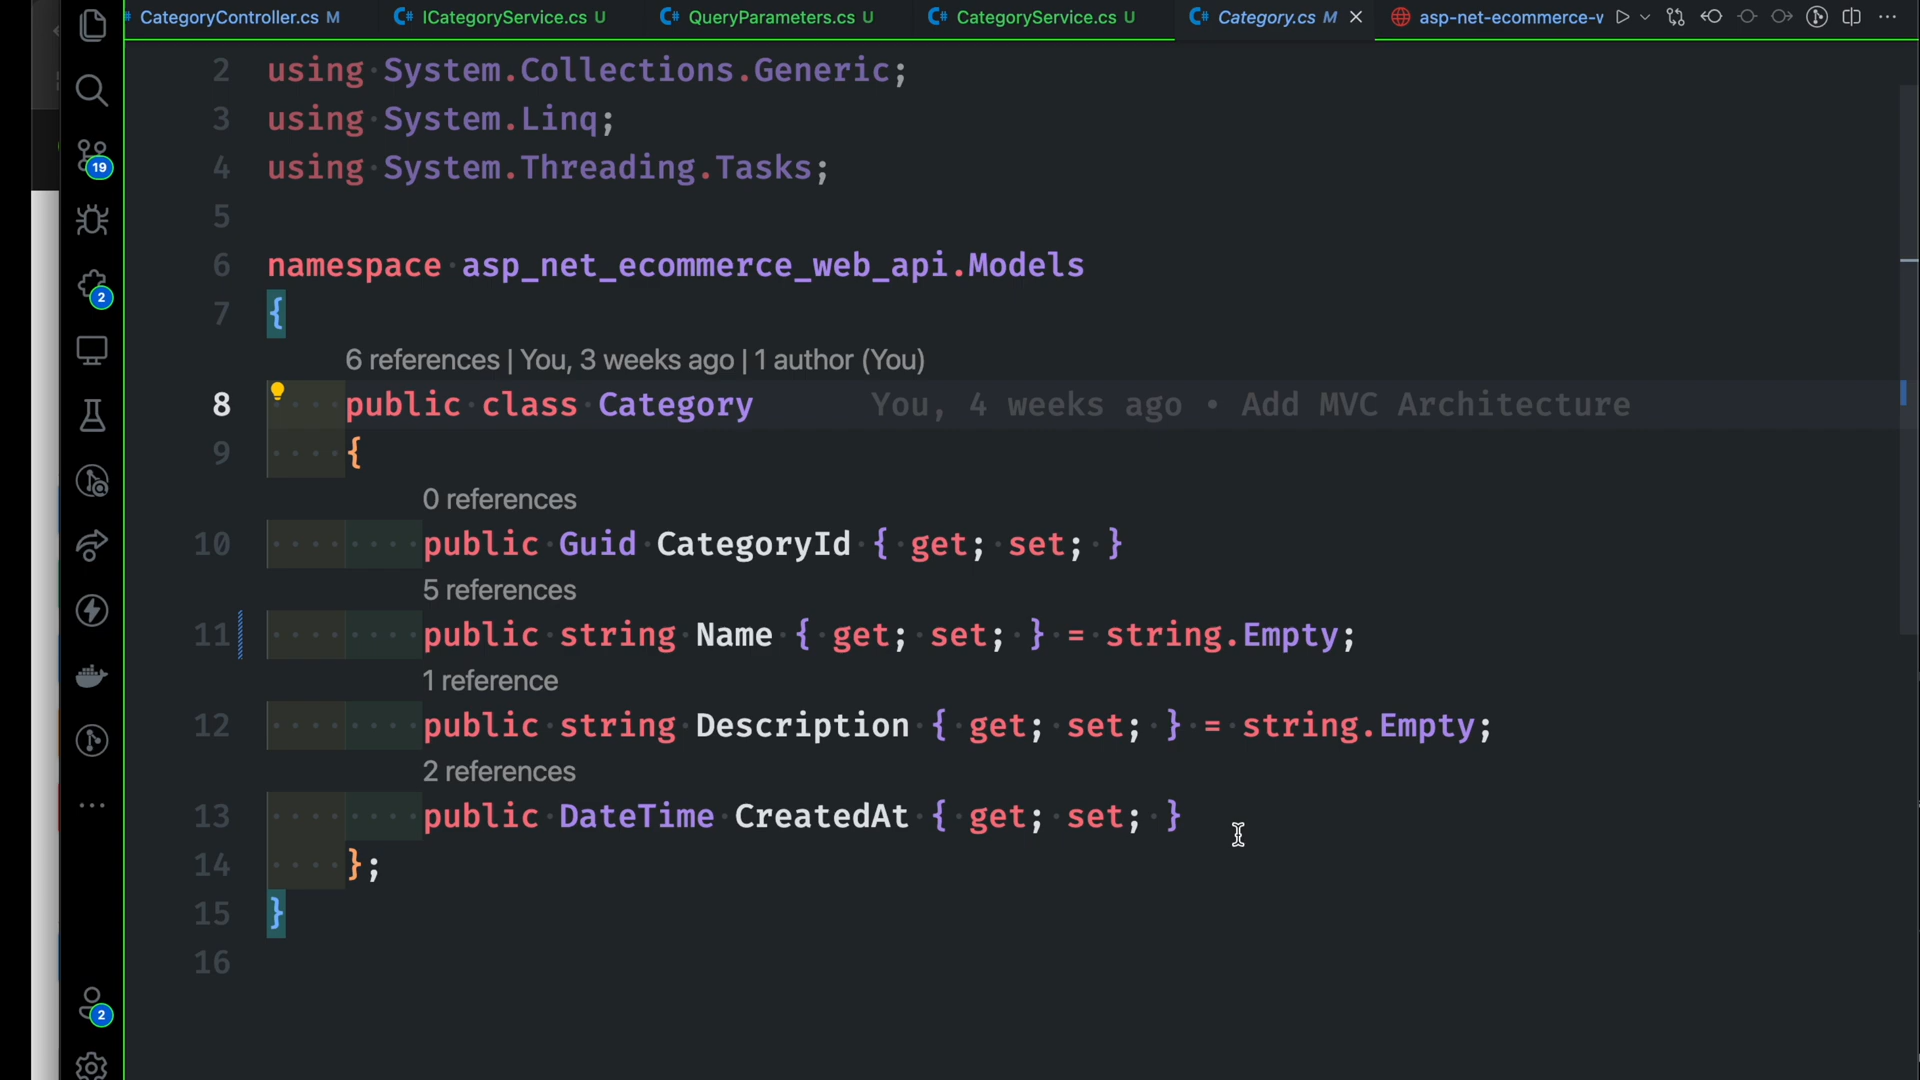 CategoryController.cs M
ICategoryService.cs U
QueryParameters.cs U
CategoryService.cs U
Category.cs M
asp-net-ecommerce-v
2 using System.Collections.Generic;
3 using System.Linq;
4 using System.Threading.Tasks;
5
6 namespace asp_net_ecommerce_web_api.Models
7 {
6 references | You, 3 weeks ago | 1 author (You)
8 public class Category You, 4 weeks ago • Add MVC Architecture
9 {
0 references
10 public Guid CategoryId { get; set; }
5 references
11 public string Name { get; set; } = string.Empty;
1 reference
12 public string Description { get; set; } = string.Empty;
2 references
13 public DateTime CreatedAt { get; set; }
14 };
15 }
16
19
2
2